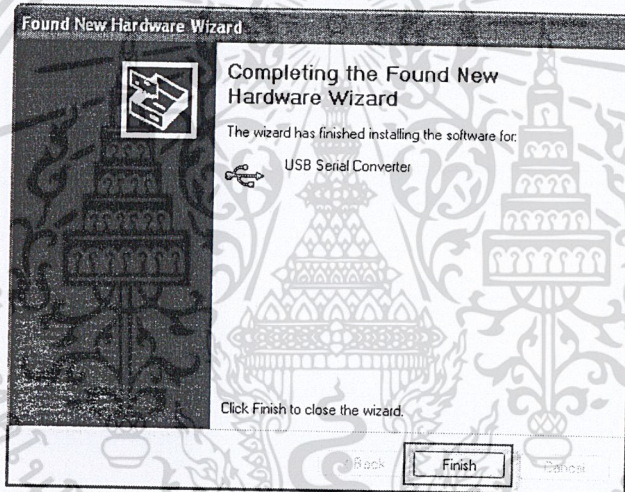 Found New Hardware Wizard
Completing the Found New
Hardware Wizard
The wizard has finished installing the software for:
USB Serial Converter
Click Finish to close the wizard.
< Back
Finish
Cancel